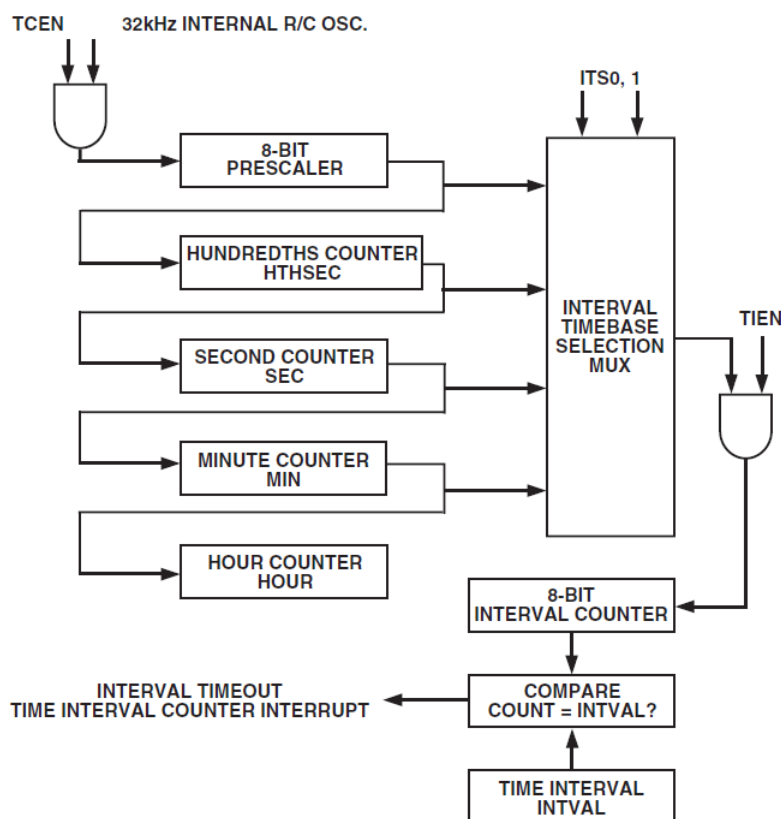 TCEN 32kHz INTERNAL R/C OSC.
ITS0, 1
8-BIT
PRESCALER
HUNDREDTHS COUNTER
HTHSEC
INTERVAL
TIMEBASE
SELECTION
MUX
TIEN
SECOND COUNTER
SEC
MINUTE COUNTER
MIN
HOUR COUNTER
HOUR
8-BIT
INTERVAL COUNTER
INTERVAL TIMEOUT
TIME INTERVAL COUNTER INTERRUPT
COMPARE
COUNT = INTVAL?
TIME INTERVAL
INTVAL